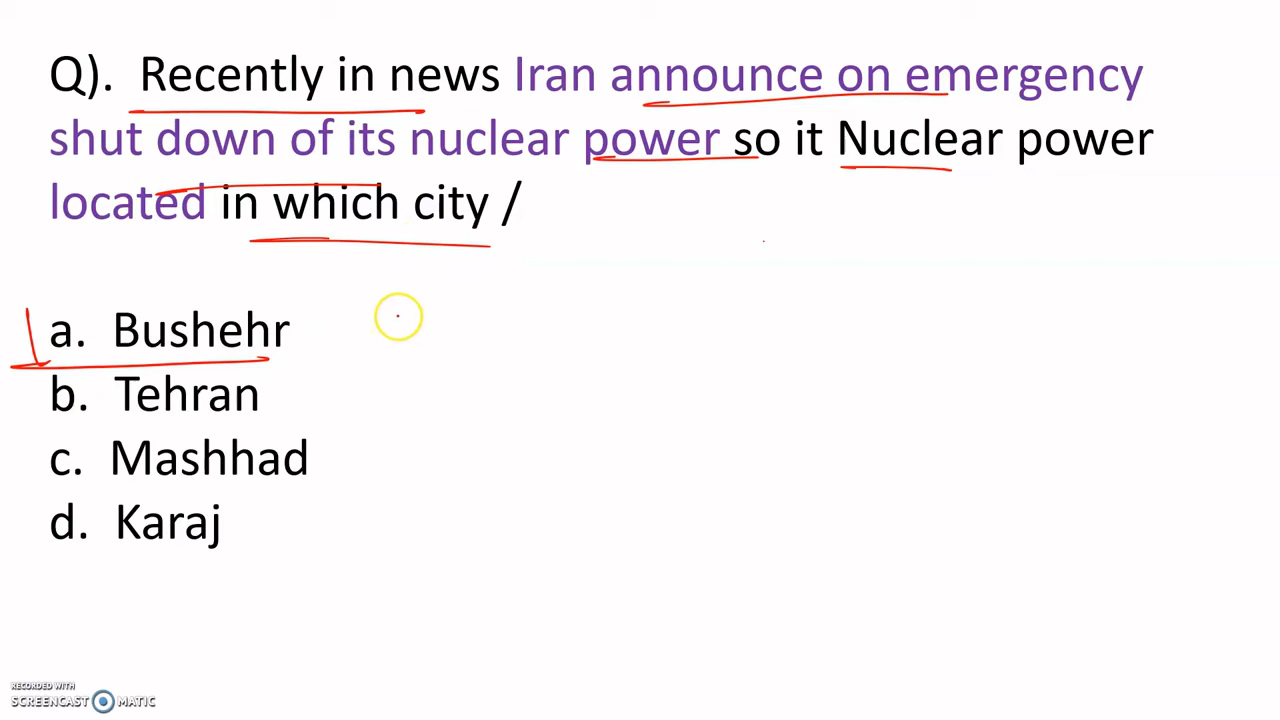 Q). Recently in news Iran announce on emergency
shut down of its nuclear power so it Nuclear power
located in which city /
a. Bushehr
b. Tehran
c. Mashhad
d. Karaj
RECORDED WITH
SCREENCAST MATIC